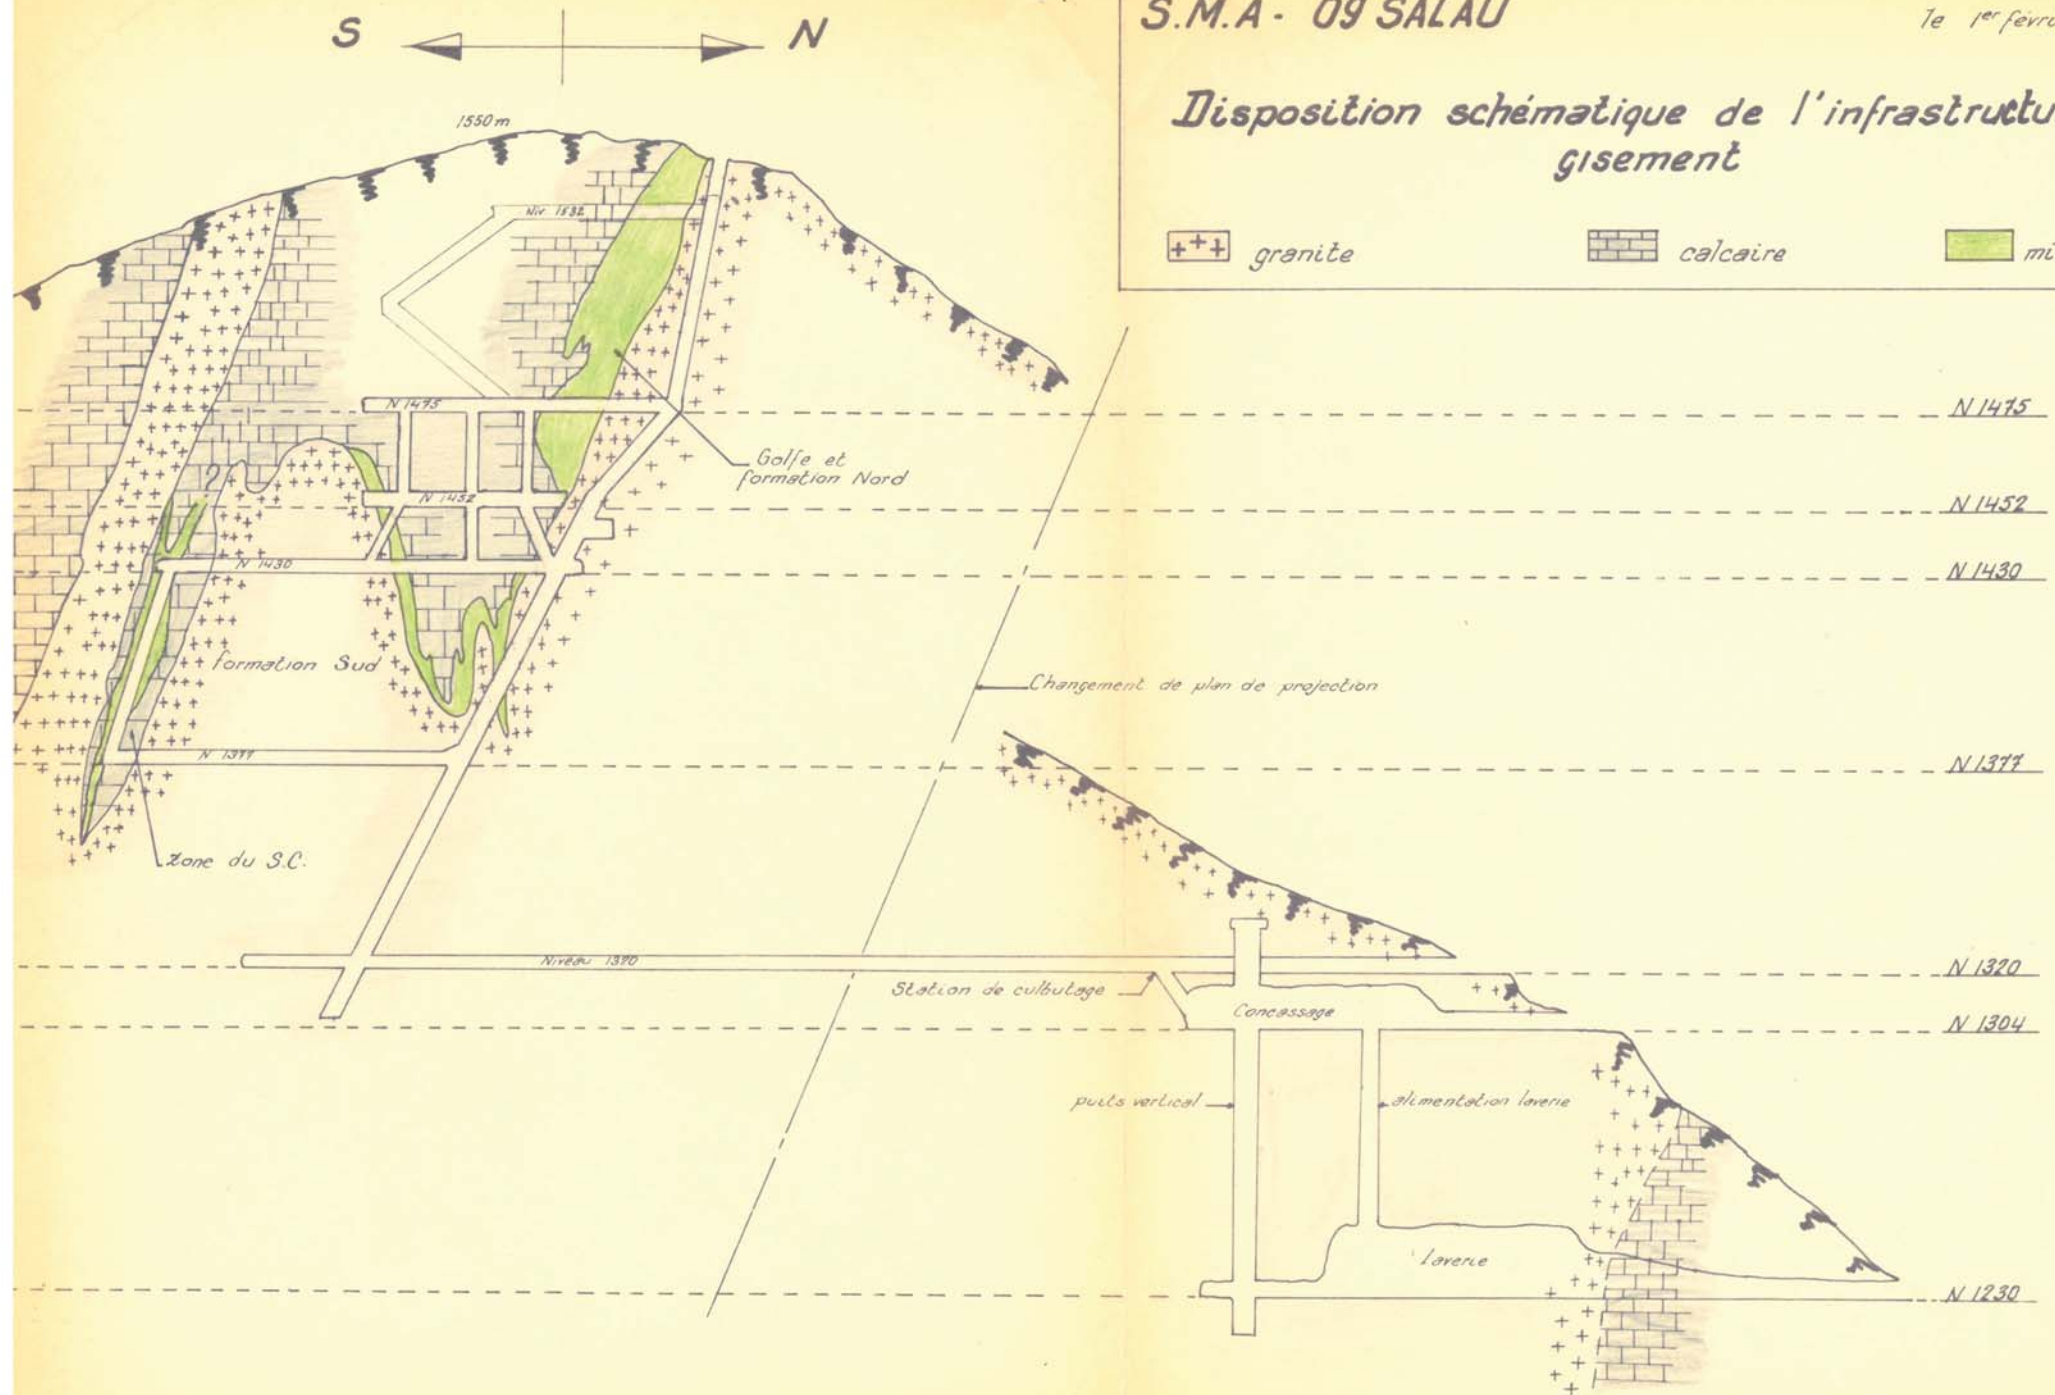 S N
S.M.A - 09 SALAU
le 1er févr
Disposition schématique de l'infrastructu
gisement
granite
calcaire
mi
1550 m
Niv. 1532
N 1475
N 1475
Golfe et
formation Nord
?
N 1452
N 1452
N 1430
N 1430
formation Sud
Changement de plan de projection
N 1377
N 1377
Zone du S.C.
Niveau 1320
N 1320
Station de culbutage
Concassage
N 1304
puits vertical
alimentation laverie
laverie
N 1230